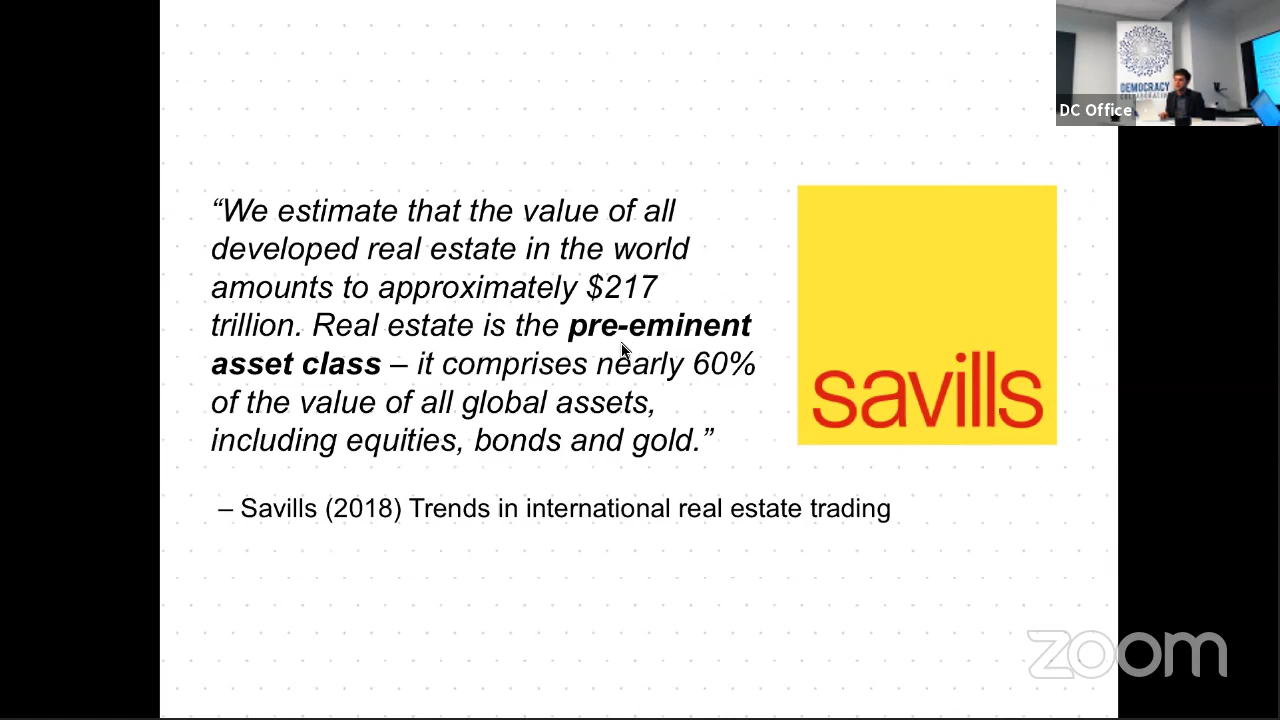 DEMOCRACY
COLLABORATIVE
DC Office
“We estimate that the value of all
developed real estate in the world
amounts to approximately $217
trillion. Real estate is the pre-eminent
asset class – it comprises nearly 60%
of the value of all global assets,
including equities, bonds and gold.”
savills
– Savills (2018) Trends in international real estate trading
zoom